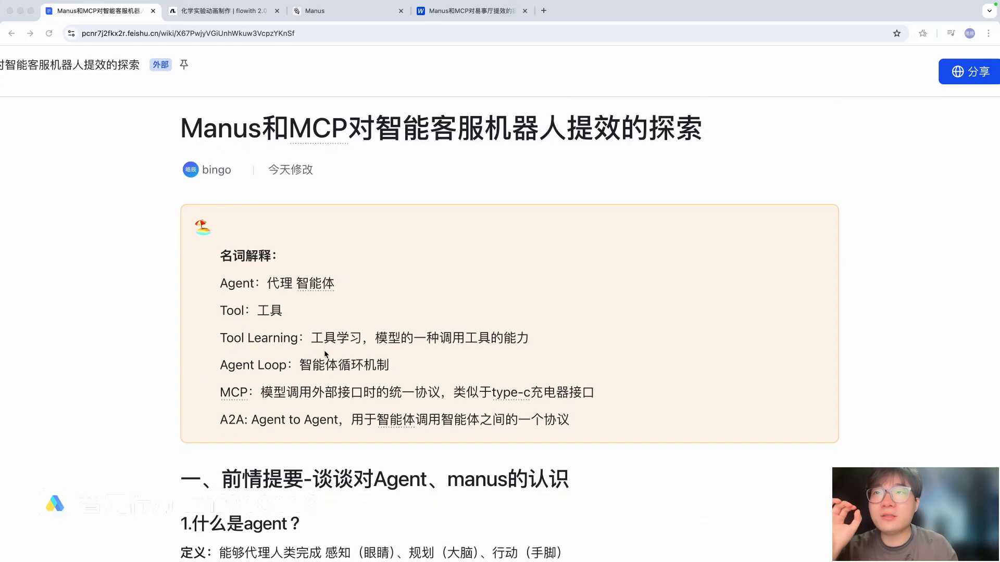 Manus和MCP对智能客服机器人
化学实验动画制作 | flowith 2.0
Manus
Manus和MCP对易事厅提效的
pcnr7j2fkx2r.feishu.cn/wiki/X67PwjyVGiUnhWkuw3VcpzYKnSf
对智能客服机器人提效的探索 外部
分享
Manus和MCP对智能客服机器人提效的探索
皓辰 bingo 今天修改
名词解释：
Agent：代理 智能体
Tool：工具
Tool Learning：工具学习，模型的一种调用工具的能力
Agent Loop：智能体循环机制
MCP：模型调用外部接口时的统一协议，类似于type-c充电器接口
A2A: Agent to Agent，用于智能体调用智能体之间的一个协议
一、前情提要-谈谈对Agent、manus的认识
1.什么是agent？
定义：能够代理人类完成 感知（眼睛）、规划（大脑）、行动（手脚）